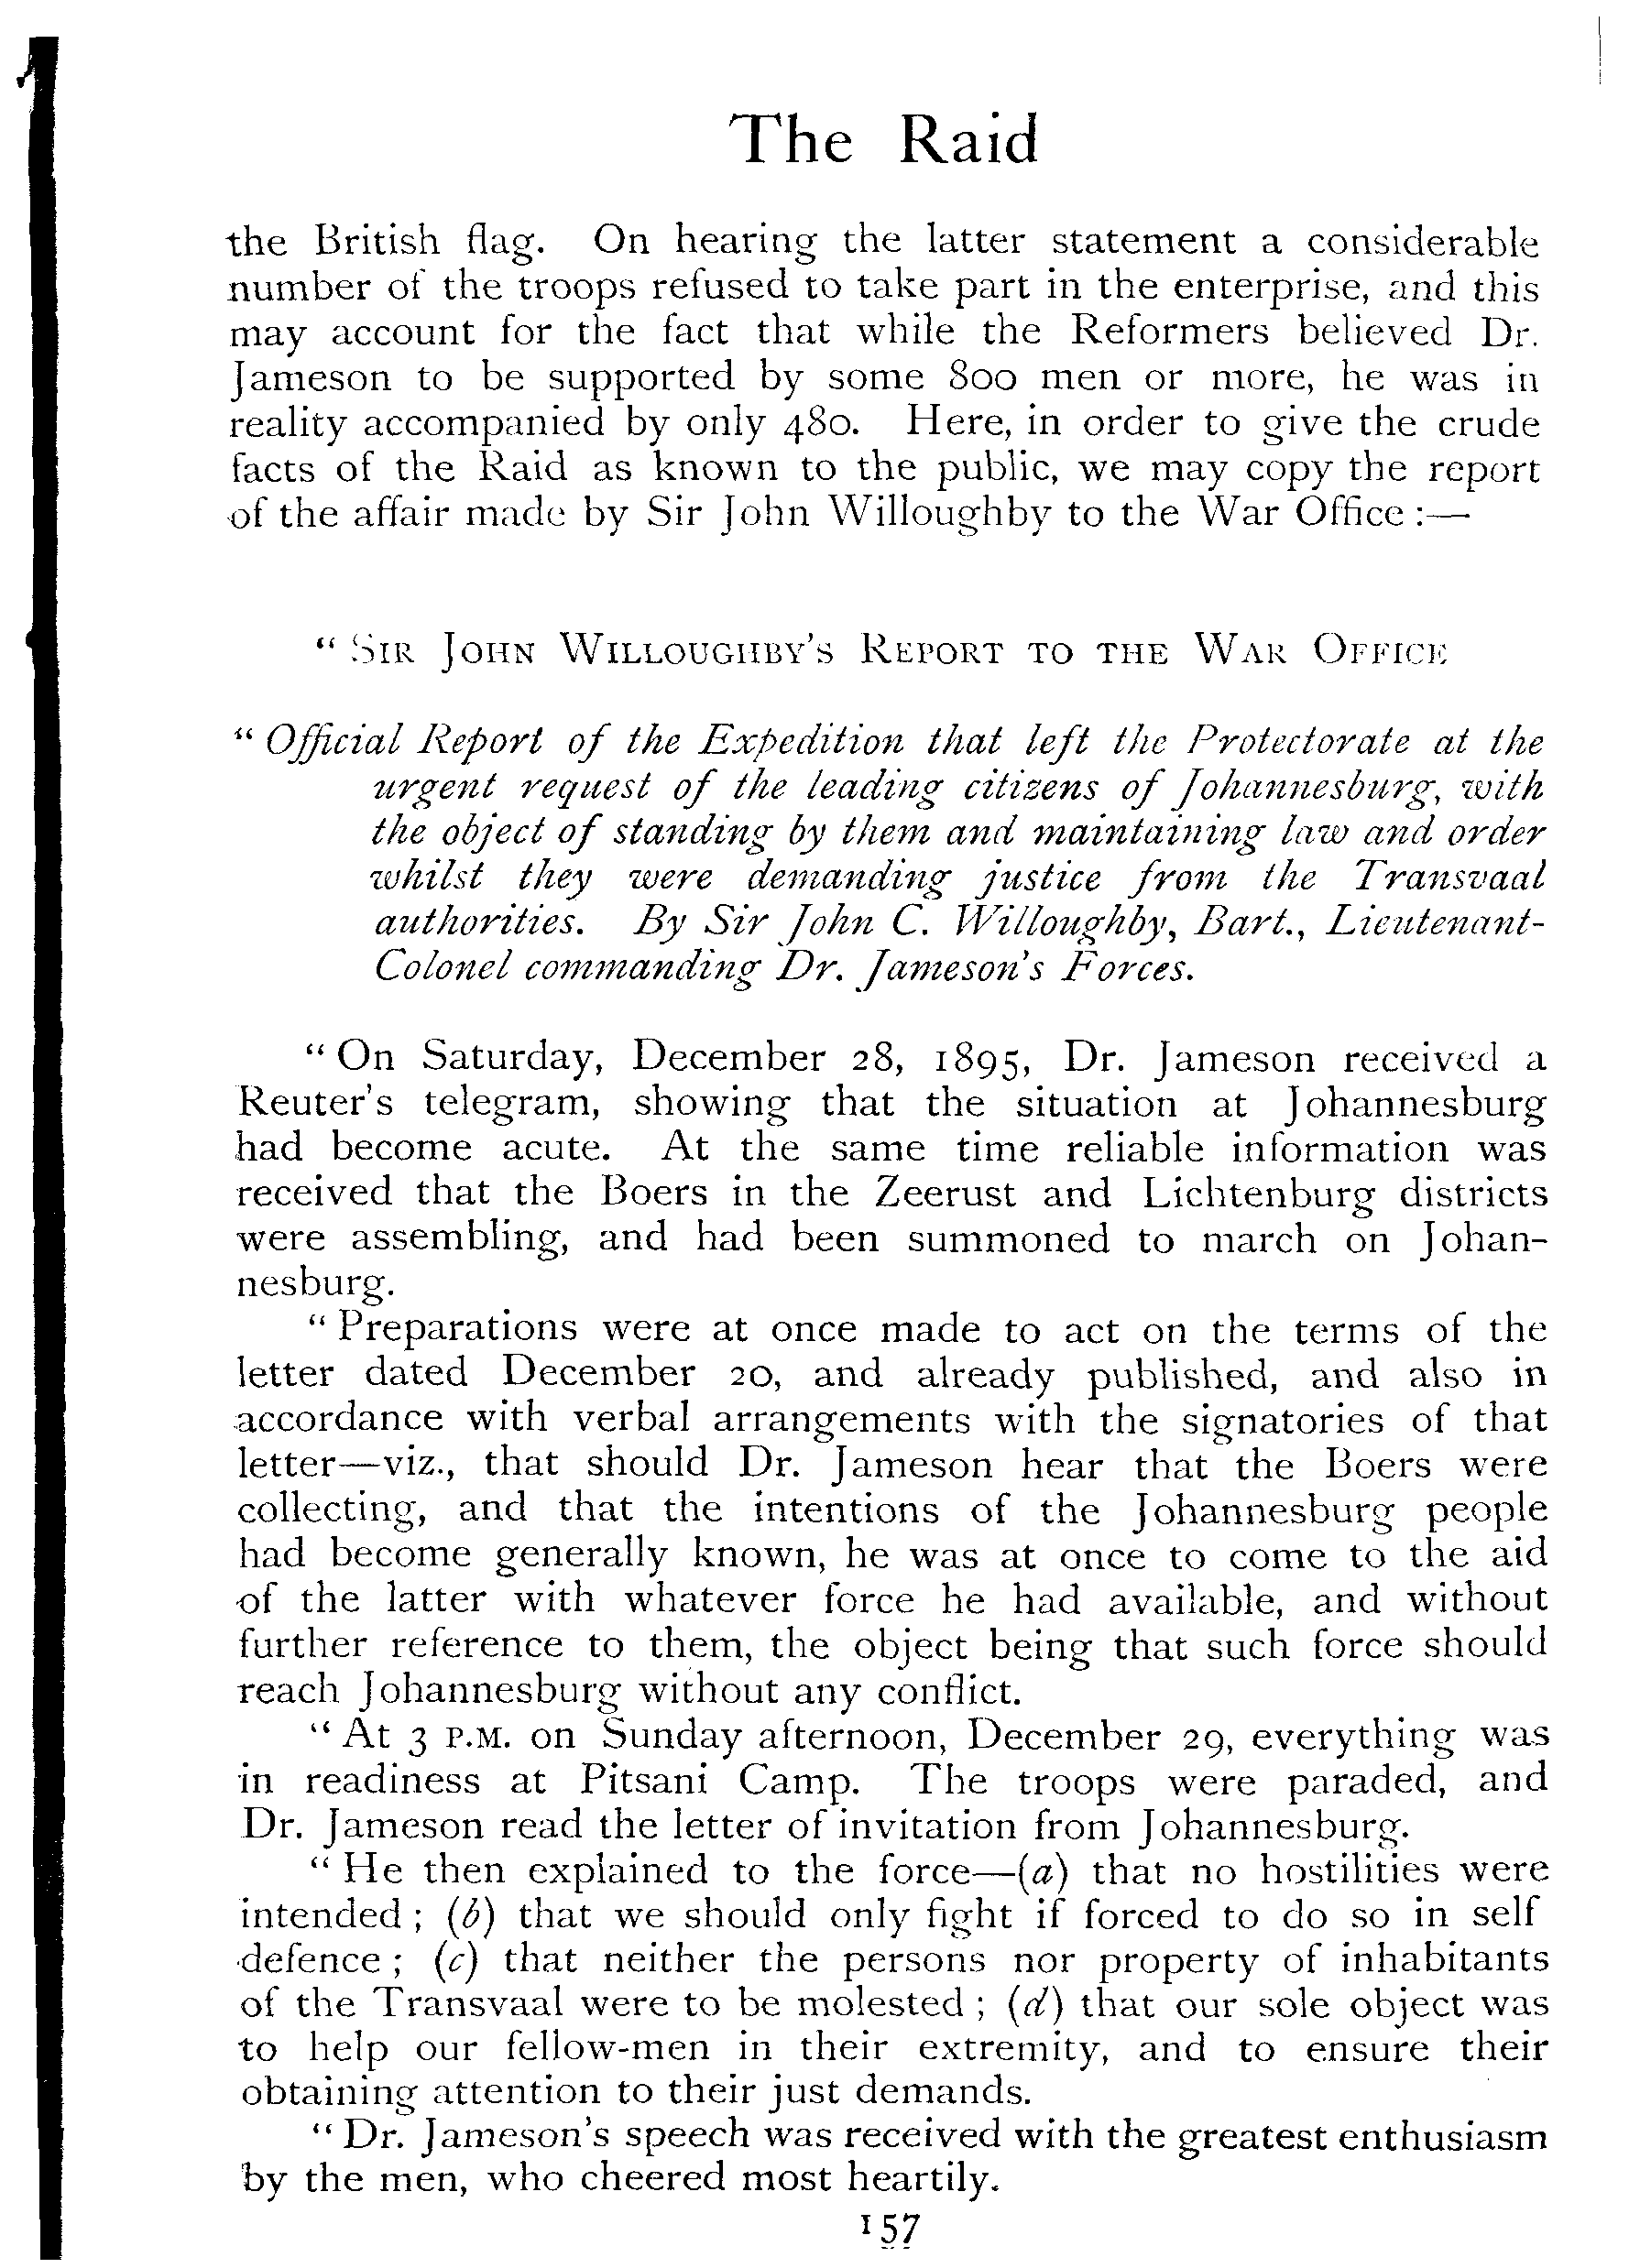 The Raid
the British flag. On hearing the latter statement a considerable
number of the troops refused to take part in the enterprise, and this
may account for the fact that while the Reformers believed Dr.
Jameson to be supported by some 800 men or more, he was in
reality accompanied by only 480. Here, in order to give the crude
facts of the Raid as known to the public, we may copy the report
of the affair made by Sir John Willoughby to the War Office :—
“ SIR JOHN WILLOUGHBY'S REPORT TO THE WAR OFFICE
“ Official Report of the Expedition that left the Protectorate at the
urgent request of the leading citizens of Johannesburg, with
the object of standing by them and maintaining law and order
whilst they were demanding justice from the Transvaal
authorities. By Sir John C. Willoughby, Bart., Lieutenant-
Colonel commanding Dr. Jameson's Forces.
“ On Saturday, December 28, 1895, Dr. Jameson received a
Reuter's telegram, showing that the situation at Johannesburg
had become acute. At the same time reliable information was
received that the Boers in the Zeerust and Lichtenburg districts
were assembling, and had been summoned to march on Johan-
nesburg.
“ Preparations were at once made to act on the terms of the
letter dated December 20, and already published, and also in
accordance with verbal arrangements with the signatories of that
letter—viz., that should Dr. Jameson hear that the Boers were
collecting, and that the intentions of the Johannesburg people
had become generally known, he was at once to come to the aid
of the latter with whatever force he had available, and without
further reference to them, the object being that such force should
reach Johannesburg without any conflict.
“ At 3 P.M. on Sunday afternoon, December 29, everything was
in readiness at Pitsani Camp. The troops were paraded, and
Dr. Jameson read the letter of invitation from Johannesburg.
“ He then explained to the force—(a) that no hostilities were
intended ; (b) that we should only fight if forced to do so in self
defence ; (c) that neither the persons nor property of inhabitants
of the Transvaal were to be molested ; (d) that our sole object was
to help our fellow-men in their extremity, and to ensure their
obtaining attention to their just demands.
“ Dr. Jameson's speech was received with the greatest enthusiasm
by the men, who cheered most heartily.
157